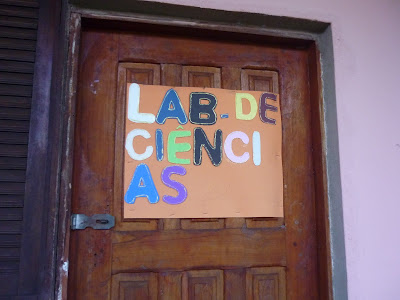 LAB. DE
CIÊNCI
AS